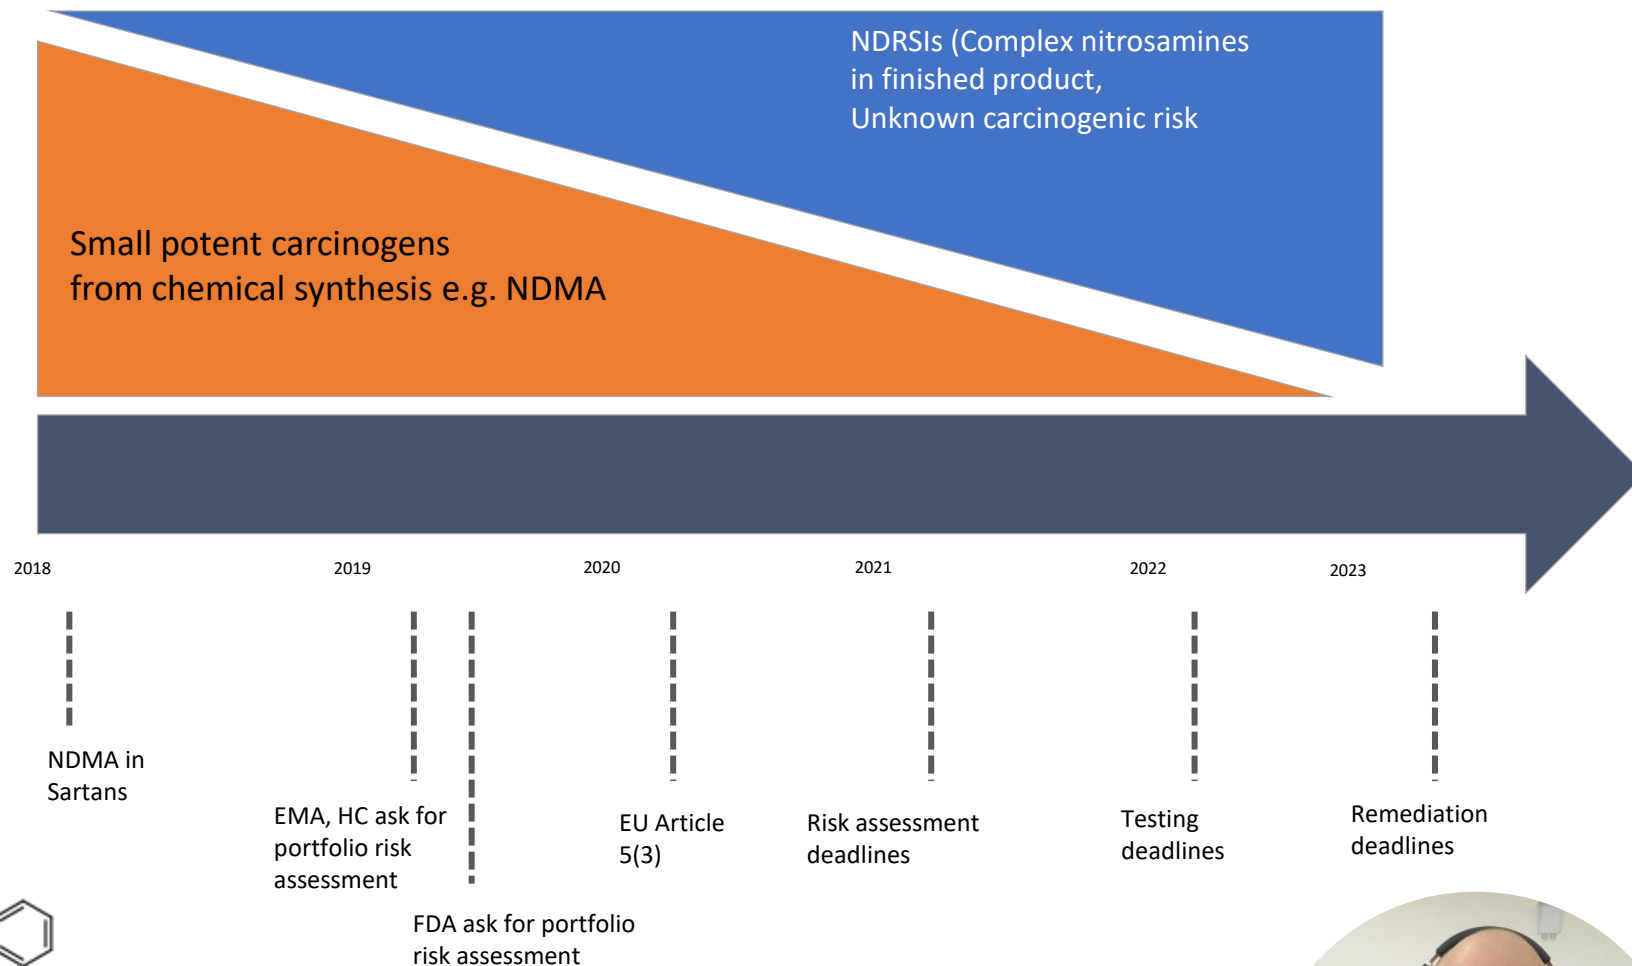 NDRSIs (Complex nitrosamines
in finished product,
Unknown carcinogenic risk
Small potent carcinogens
from chemical synthesis e.g. NDMA
2018
2019
2020
2021
2022
2023
NDMA in
Sartans
EMA, HC ask for
portfolio risk
assessment
FDA ask for portfolio
risk assessment
EU Article
5(3)
Risk assessment
deadlines
Testing
deadlines
Remediation
deadlines